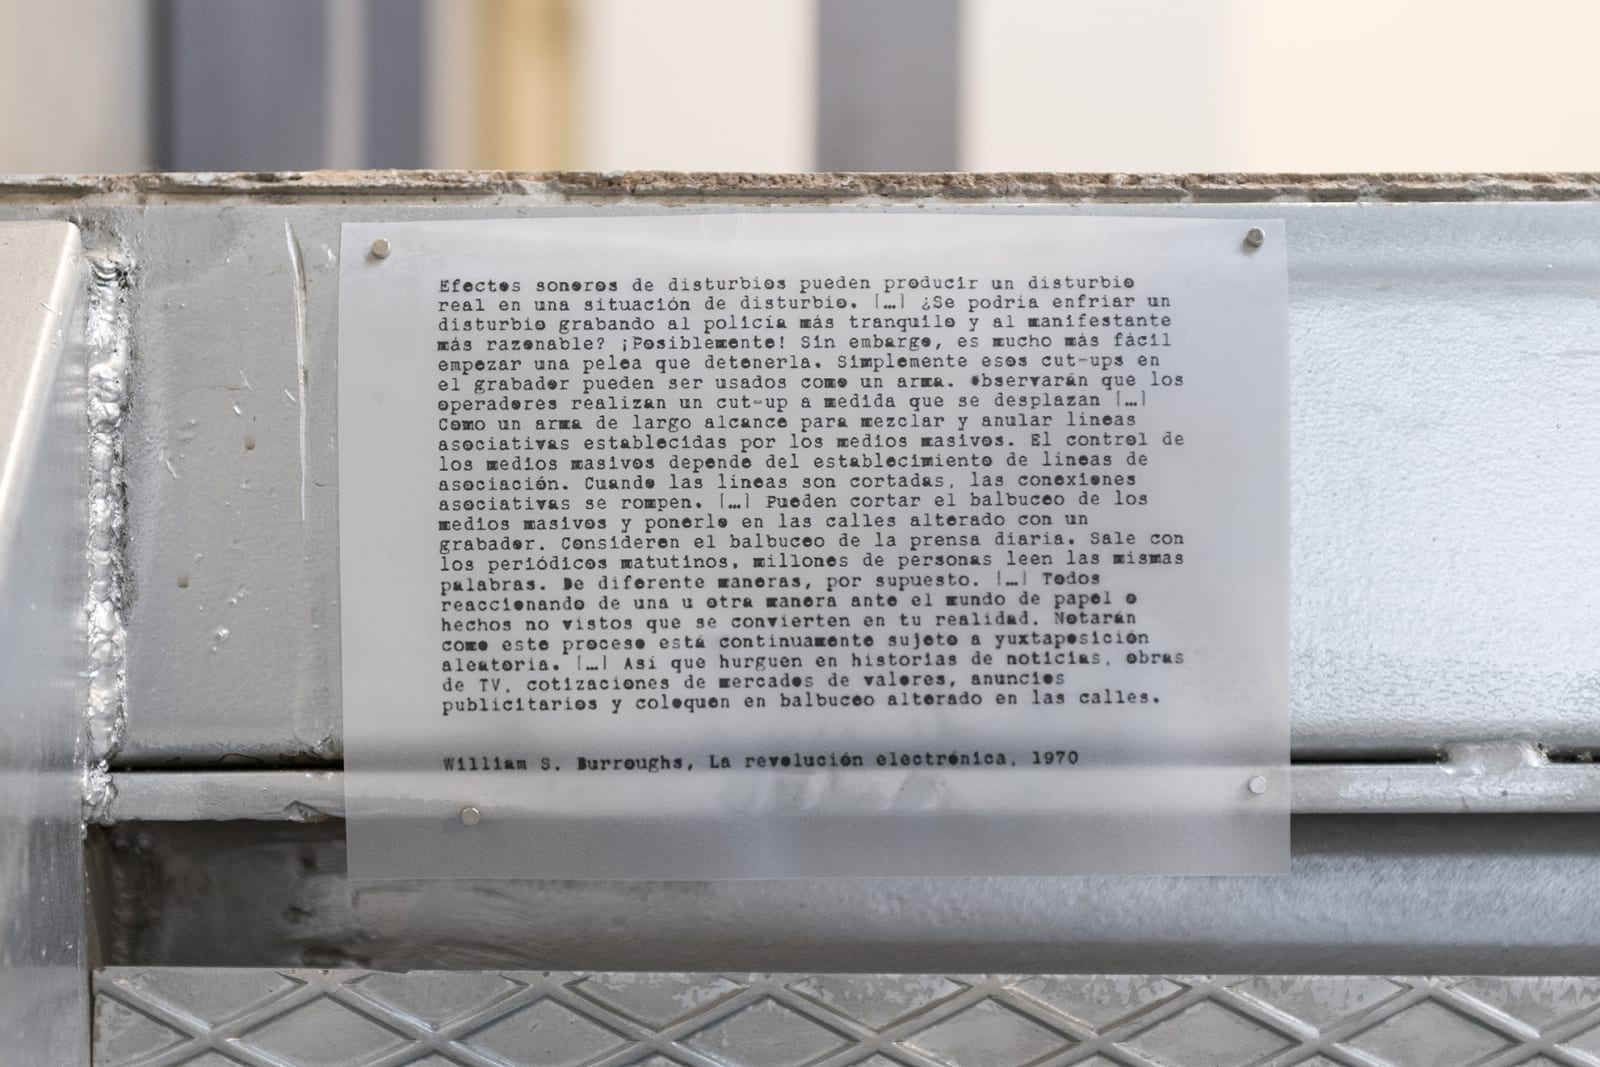 Efectos sonoros de disturbios pueden producir un disturbio
real en una situación de disturbio. […] ¿Se podría enfriar un
disturbio grabando al policía más tranquilo y al manifestante
más razonable? ¡Posiblemente! Sin embargo, es mucho más fácil
empezar una pelea que detenerla. Simplemente esos cut-ups en
el grabador pueden ser usados como un arma. Observarán que los
operadores realizan un cut-up a medida que se desplazan […]
Como un arma de largo alcance para mezclar y anular líneas
asociativas establecidas por los medios masivos. El control de
los medios masivos depende del establecimiento de líneas de
asociación. Cuando las líneas son cortadas, las conexiones
asociativas se rompen. […] Pueden cortar el balbuceo de los
medios masivos y ponerlo en las calles alterado con un
grabador. Consideren el balbuceo de la prensa diaria. Sale con
los periódicos matutinos, millones de personas leen las mismas
palabras. De diferente maneras, por supuesto. […] Todos
reaccionando de una u otra manera ante el mundo de papel o
hechos no vistos que se convierten en tu realidad. Notarán
como este proceso está continuamente sujeto a yuxtaposición
aleatoria. […] Así que hurguen en historias de noticias, obras
de TV, cotizaciones de mercados de valores, anuncios
publicitarios y coloquen en balbuceo alterado en las calles.
William S. Burroughs, La revolución electrónica, 1970